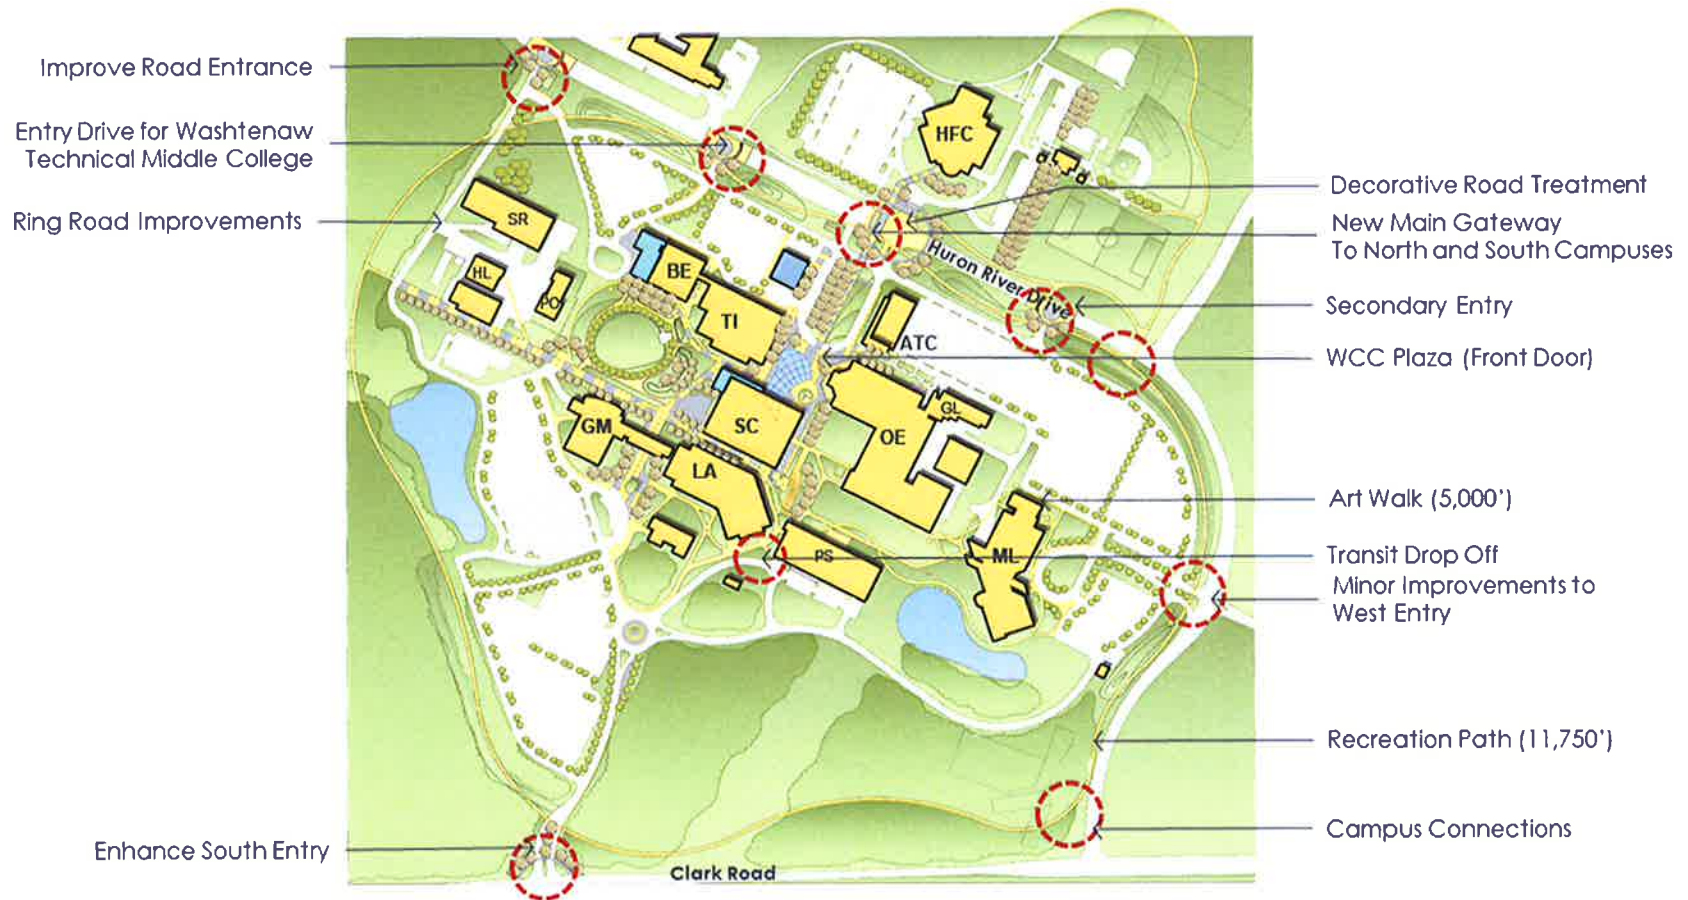 Improve Road Entrance
Entry Drive for Washtenaw
Technical Middle College
Ring Road Improvements
Enhance South Entry
HFC
SR
HL
PO
BE
TI
Huron River Drive
ATC
GM
SC
GL
OE
LA
PS
ML
Clark Road
Decorative Road Treatment
New Main Gateway
To North and South Campuses
Secondary Entry
WCC Plaza (Front Door)
Art Walk (5,000')
Transit Drop Off
Minor Improvements to
West Entry
Recreation Path (11,750')
Campus Connections